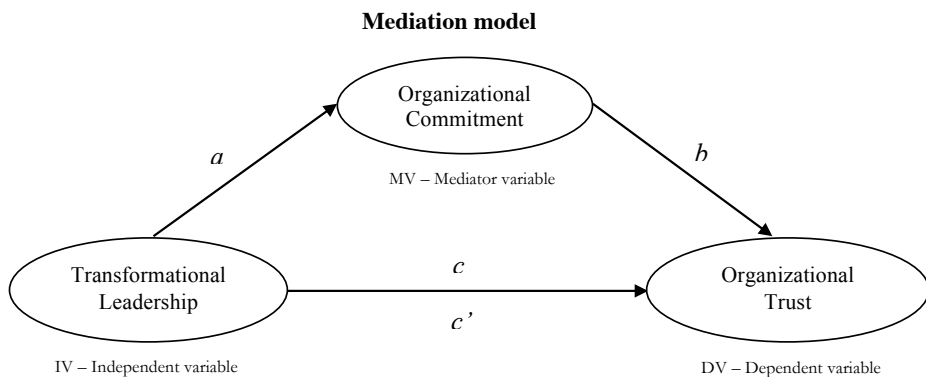 Mediation model
Organizational
Commitment
a
b
MV – Mediator variable
Transformational
Leadership
c
c’
Organizational
Trust
IV – Independent variable
DV – Dependent variable